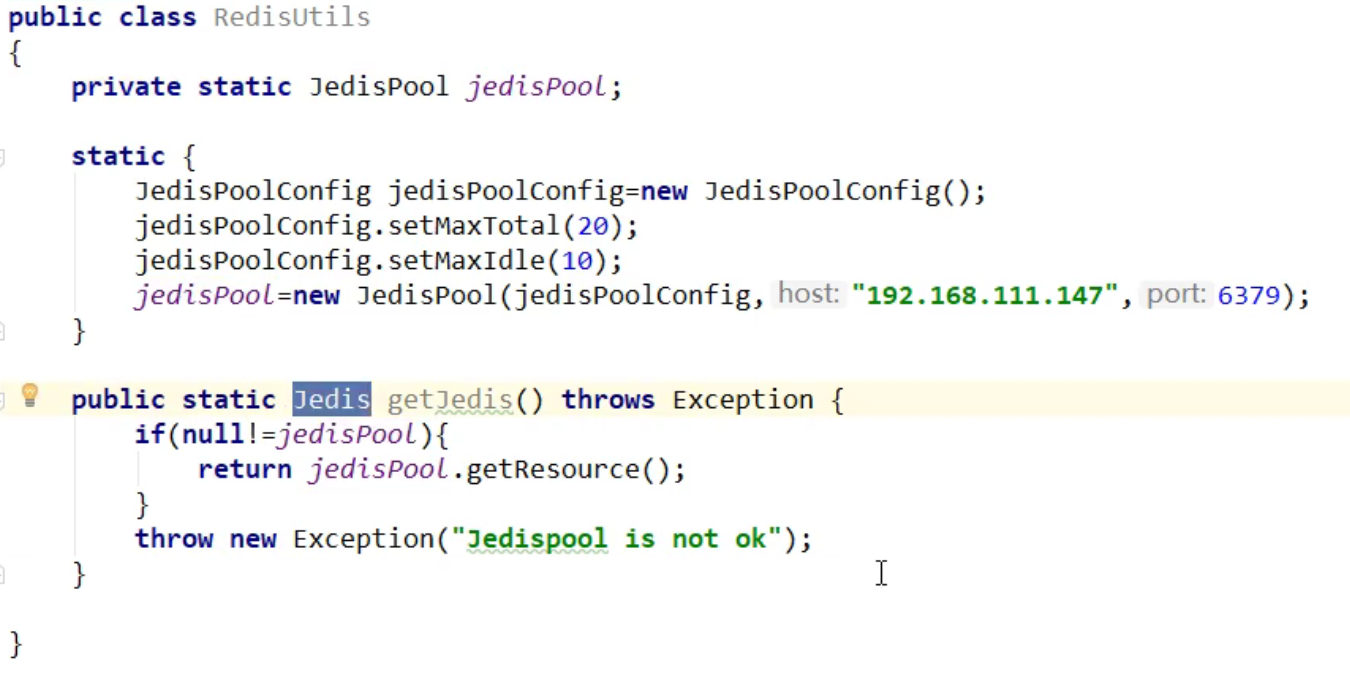 public class RedisUtils
{
    private static JedisPool jedisPool;

    static {
        JedisPoolConfig jedisPoolConfig=new JedisPoolConfig();
        jedisPoolConfig.setMaxTotal(20);
        jedisPoolConfig.setMaxIdle(10);
        jedisPool=new JedisPool(jedisPoolConfig, host: "192.168.111.147", port: 6379);
    }

    public static Jedis getJedis() throws Exception {
        if(null!=jedisPool){
            return jedisPool.getResource();
        }
        throw new Exception("Jedispool is not ok");
    }

}